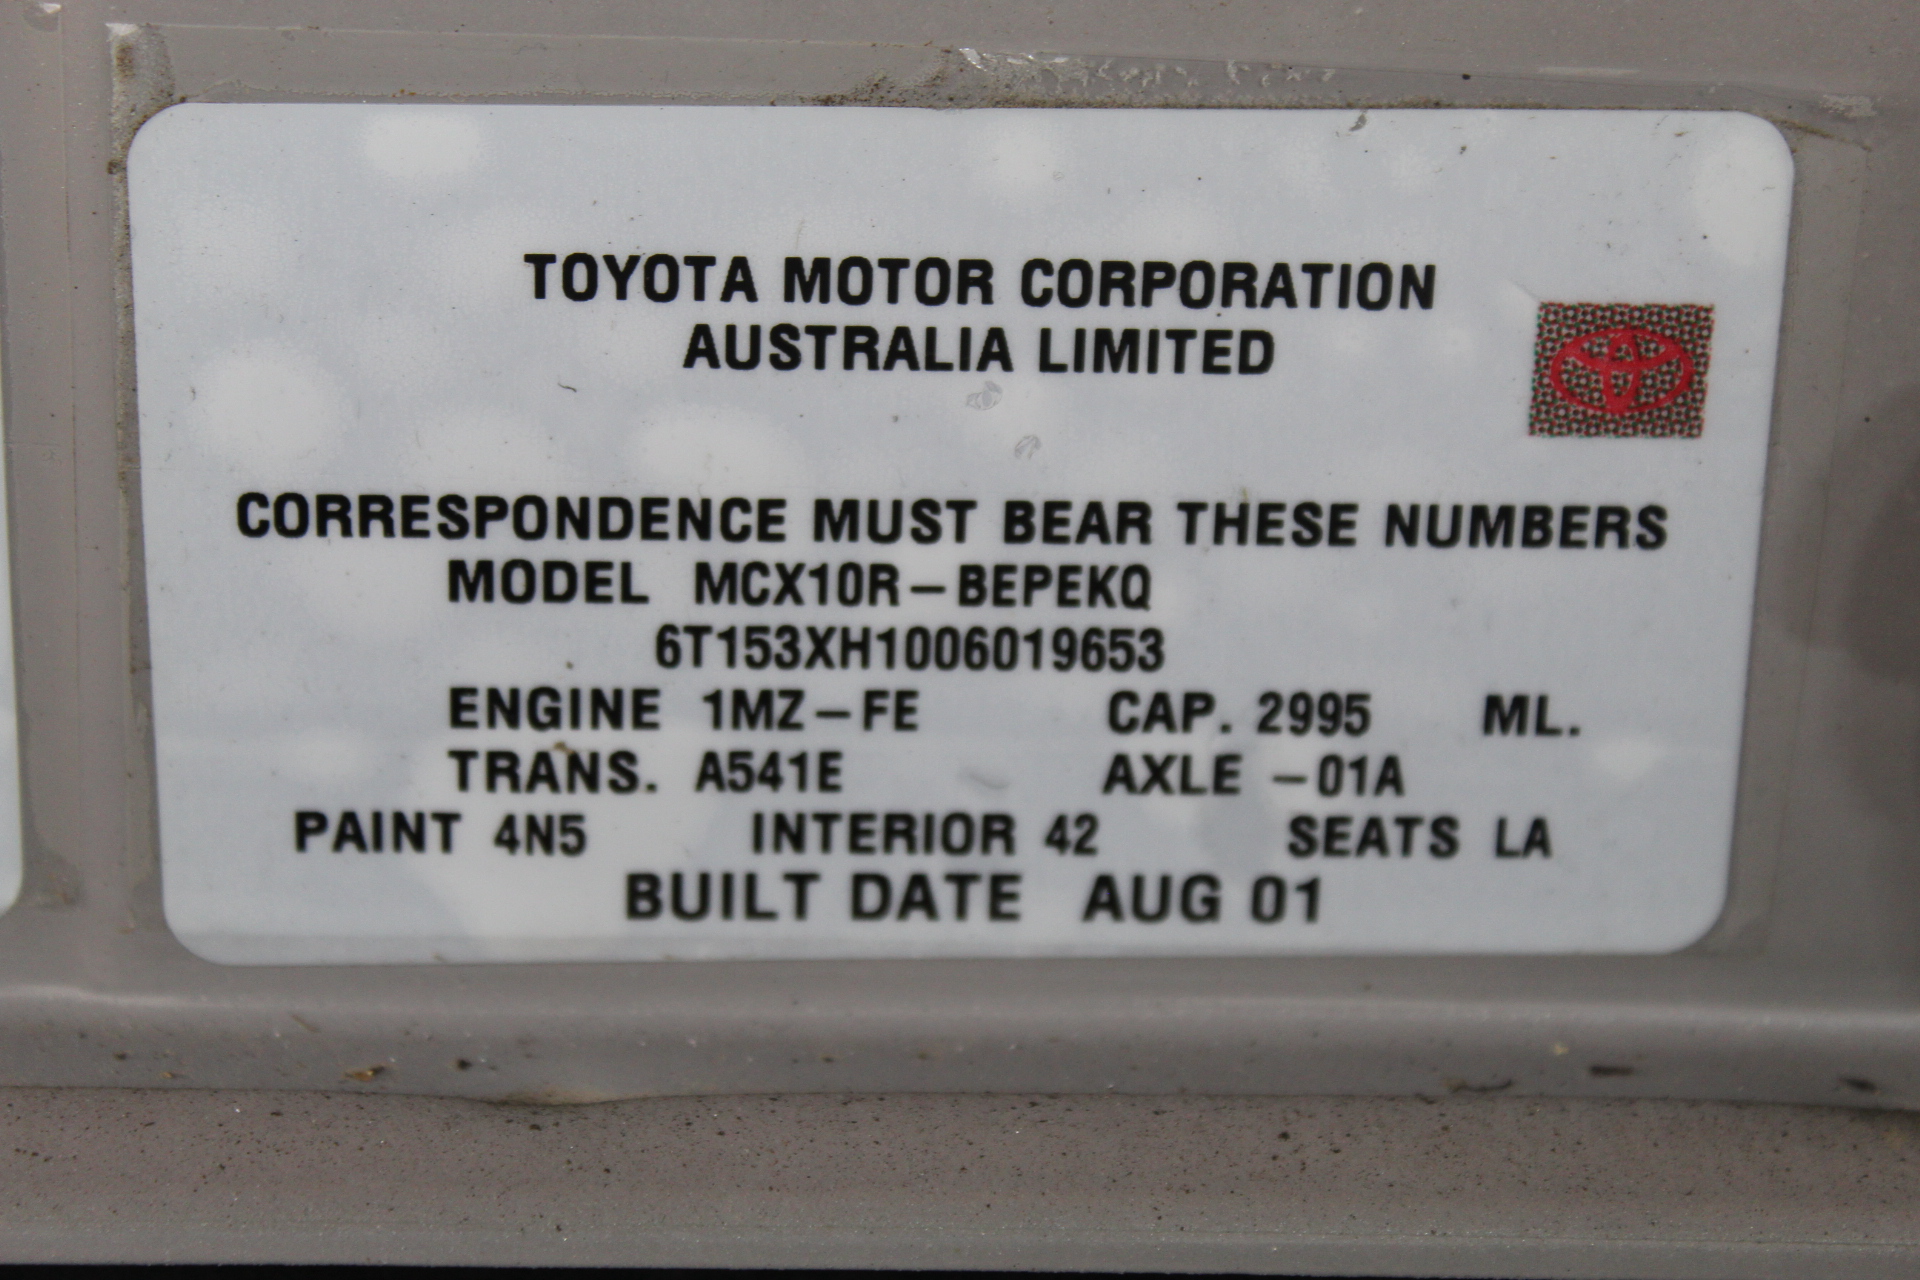 TOYOTA MOTOR CORPORATION
AUSTRALIA LIMITED
CORRESPONDENCE MUST BEAR THESE NUMBERS
MODEL MCX10R-BEPEKQ
6T153XH1006019653
ENGINE 1MZ-FE CAP. 2995 ML.
TRANS. A541E AXLE -01A
PAINT 4N5 INTERIOR 42 SEATS LA
BUILT DATE AUG 01